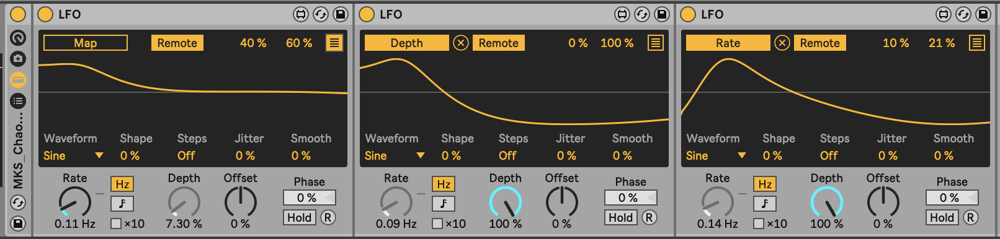 MKS_Chao...
LFO
Map
Remote
40 % 60 %
Waveform Shape Steps Jitter Smooth
Sine 0 % Off 0 % 0 %
Rate
Hz
0.11 Hz
×10
Depth
7.30 %
Offset
0 %
Phase
0 %
Hold R
LFO
Depth
Remote
0 % 100 %
Waveform Shape Steps Jitter Smooth
Sine 0 % Off 0 % 0 %
Rate
Hz
0.09 Hz
×10
Depth
100 %
Offset
0 %
Phase
0 %
Hold R
LFO
Rate
Remote
10 % 21 %
Waveform Shape Steps Jitter Smooth
Sine 0 % Off 0 % 0 %
Rate
Hz
0.14 Hz
×10
Depth
100 %
Offset
0 %
Phase
0 %
Hold R